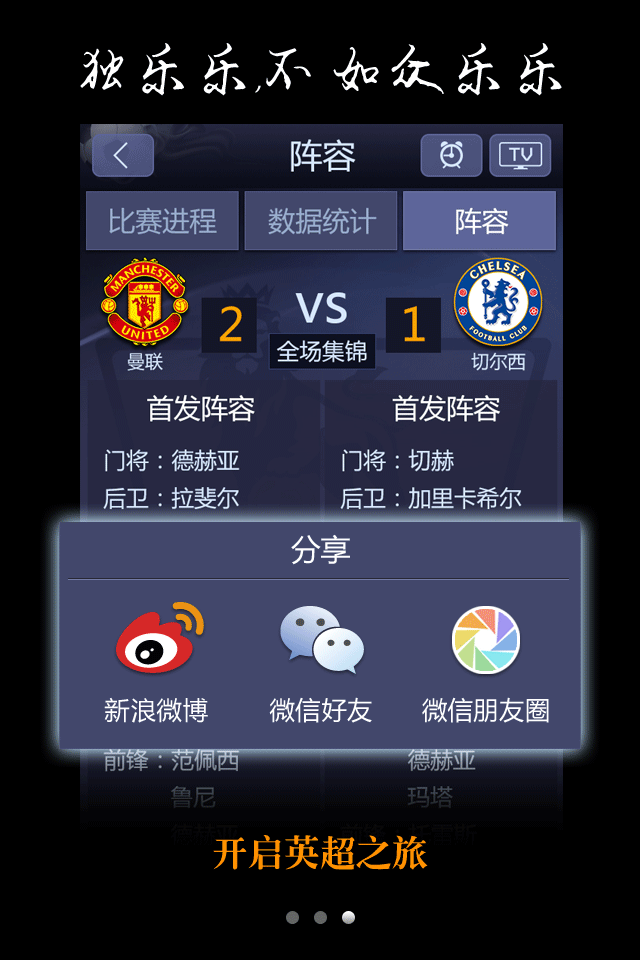 独乐乐,不如众乐乐
阵容
TV
比赛进程
数据统计
阵容
MANCHESTER
UNITED
CHELSEA
FOOTBALL CLUB
2
VS
1
全场集锦
曼联
切尔西
首发阵容
首发阵容
门将：德赫亚
门将：切赫
后卫：拉斐尔
后卫：加里卡希尔
分享
新浪微博
微信好友
微信朋友圈
前锋：范佩西
德赫亚
鲁尼
玛塔
德赫亚
开启英超之旅